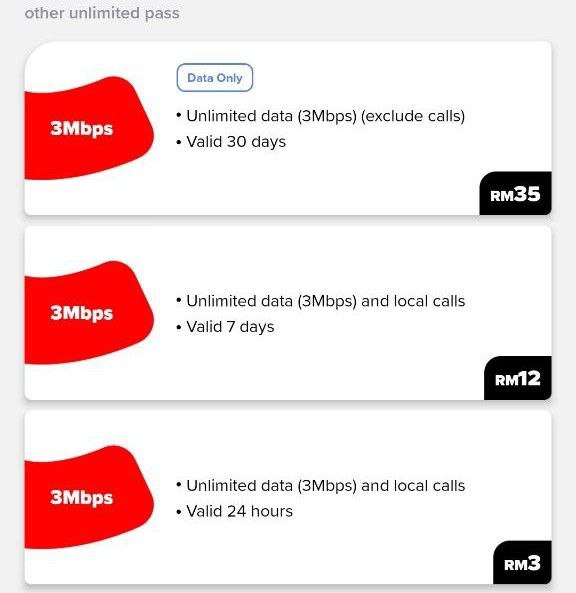 other unlimited pass
Data Only
3Mbps
• Unlimited data (3Mbps) (exclude calls)
• Valid 30 days
RM35
3Mbps
• Unlimited data (3Mbps) and local calls
• Valid 7 days
RM12
3Mbps
• Unlimited data (3Mbps) and local calls
• Valid 24 hours
RM3